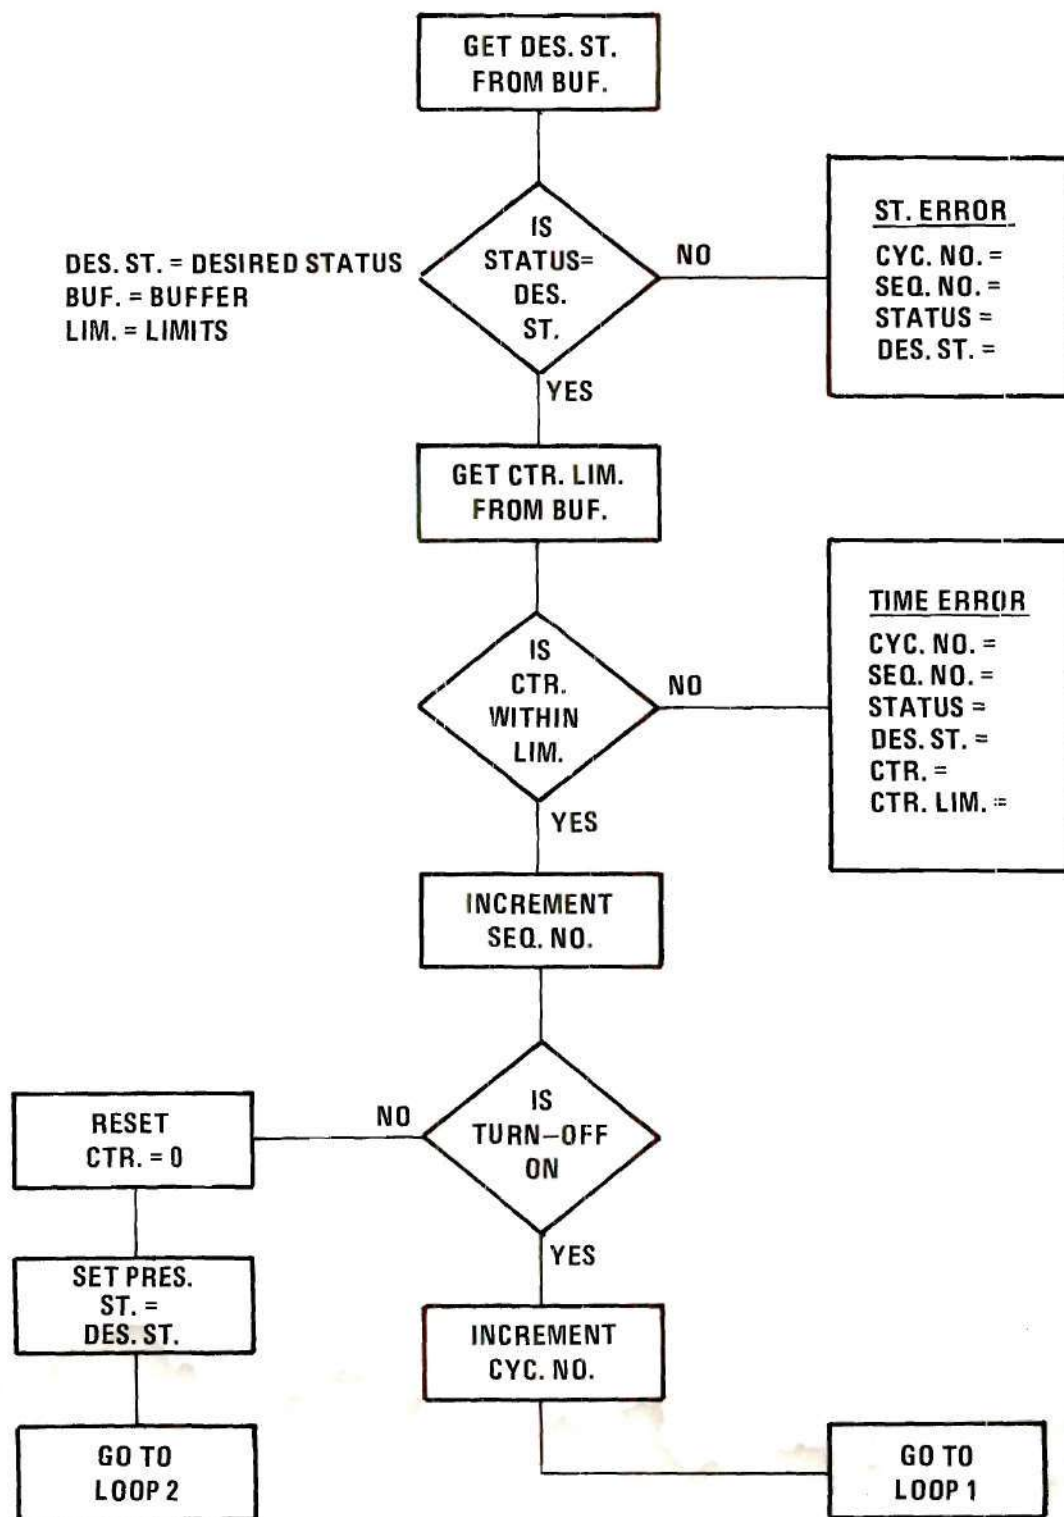 GET DES. ST.
FROM BUF.
IS
STATUS=
DES.
ST.
NO
ST. ERROR
CYC. NO. =
SEQ. NO. =
STATUS =
DES. ST. =
DES. ST. = DESIRED STATUS
BUF. = BUFFER
LIM. = LIMITS
YES
GET CTR. LIM.
FROM BUF.
IS
CTR.
WITHIN
LIM.
NO
TIME ERROR
CYC. NO. =
SEQ. NO. =
STATUS =
DES. ST. =
CTR. =
CTR. LIM. =
YES
INCREMENT
SEQ. NO.
IS
TURN-OFF
ON
NO
RESET
CTR. = 0
SET PRES.
ST. =
DES. ST.
GO TO
LOOP 2
YES
INCREMENT
CYC. NO.
GO TO
LOOP 1